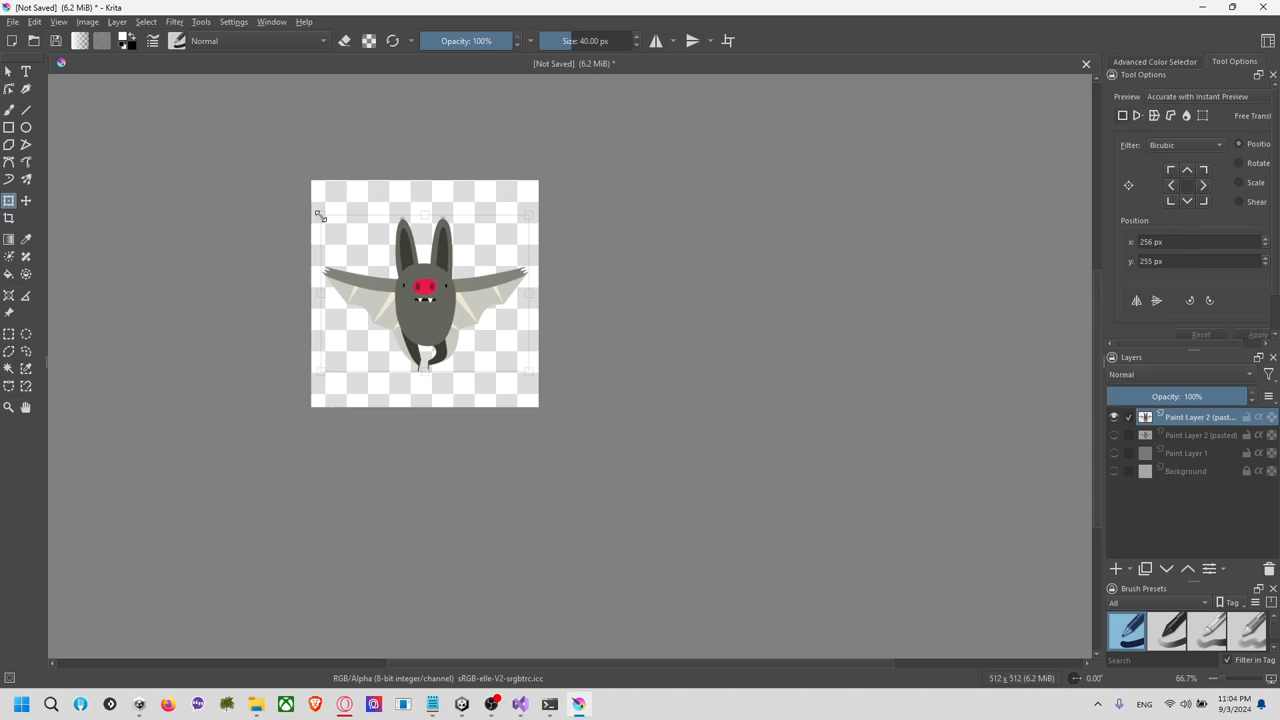 [Not Saved] (6.2 MiB) * - Krita
File Edit View Image Layer Select Filter Tools Settings Window Help
Normal Opacity: 100% Size: 40.00 px
[Not Saved] (6.2 MiB) *
Advanced Color Selector Tool Options
Tool Options
Preview Accurate with Instant Preview
Free Transf
Filter: Bicubic Positio
Rotate
Scale
Shear
Position
x: 256 px
y: 255 px
Reset Apply
Layers
Normal
Opacity: 100%
Paint Layer 2 (past...
Paint Layer 2 (pasted)
Paint Layer 1
Background
Brush Presets
All Tag
Search Filter in Tag
RGB/Alpha (8-bit integer/channel) sRGB-elle-V2-srgbtrc.icc 512 x 512 (6.2 MiB) 0.00° 66.7%
ENG 11:04 PM
9/3/2024